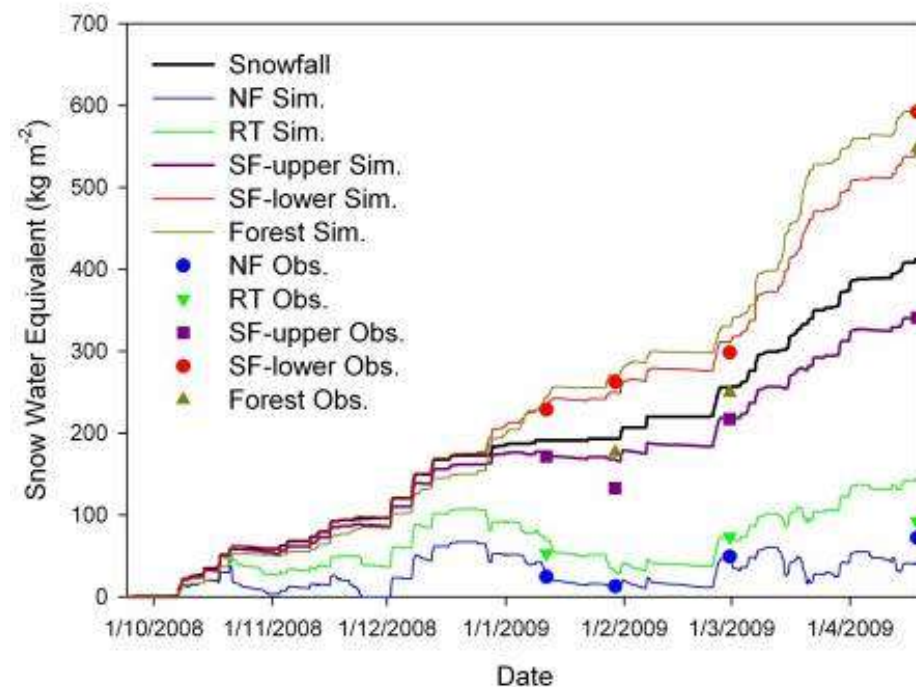 700
600
500
400
300
200
100
0
Snow Water Equivalent (kg m-2)
Snowfall
NF Sim.
RT Sim.
SF-upper Sim.
SF-lower Sim.
Forest Sim.
NF Obs.
RT Obs.
SF-upper Obs.
SF-lower Obs.
Forest Obs.
1/10/2008 1/11/2008 1/12/2008 1/1/2009 1/2/2009 1/3/2009 1/4/2009
Date